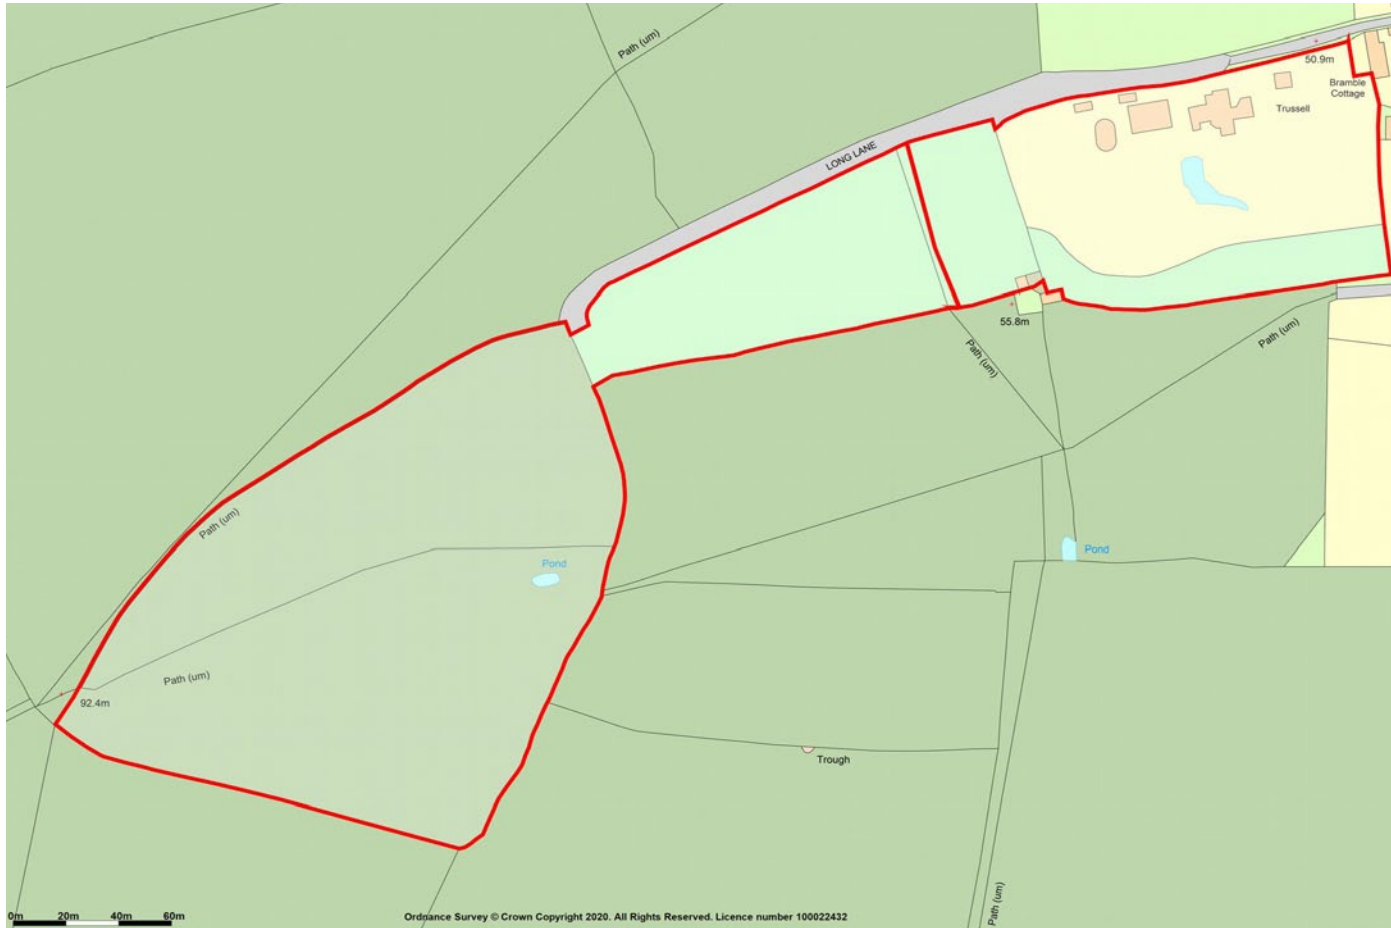 Path (um)
50.9m
Bramble
Cottage
Trussell
LONG LANE
55.8m
Path (um)
Path (um)
Path (um)
Pond
Pond
Path (um)
92.4m
Trough
Path (um)
0m 20m 40m 60m
Ordnance Survey © Crown Copyright 2020. All Rights Reserved. Licence number 100022432